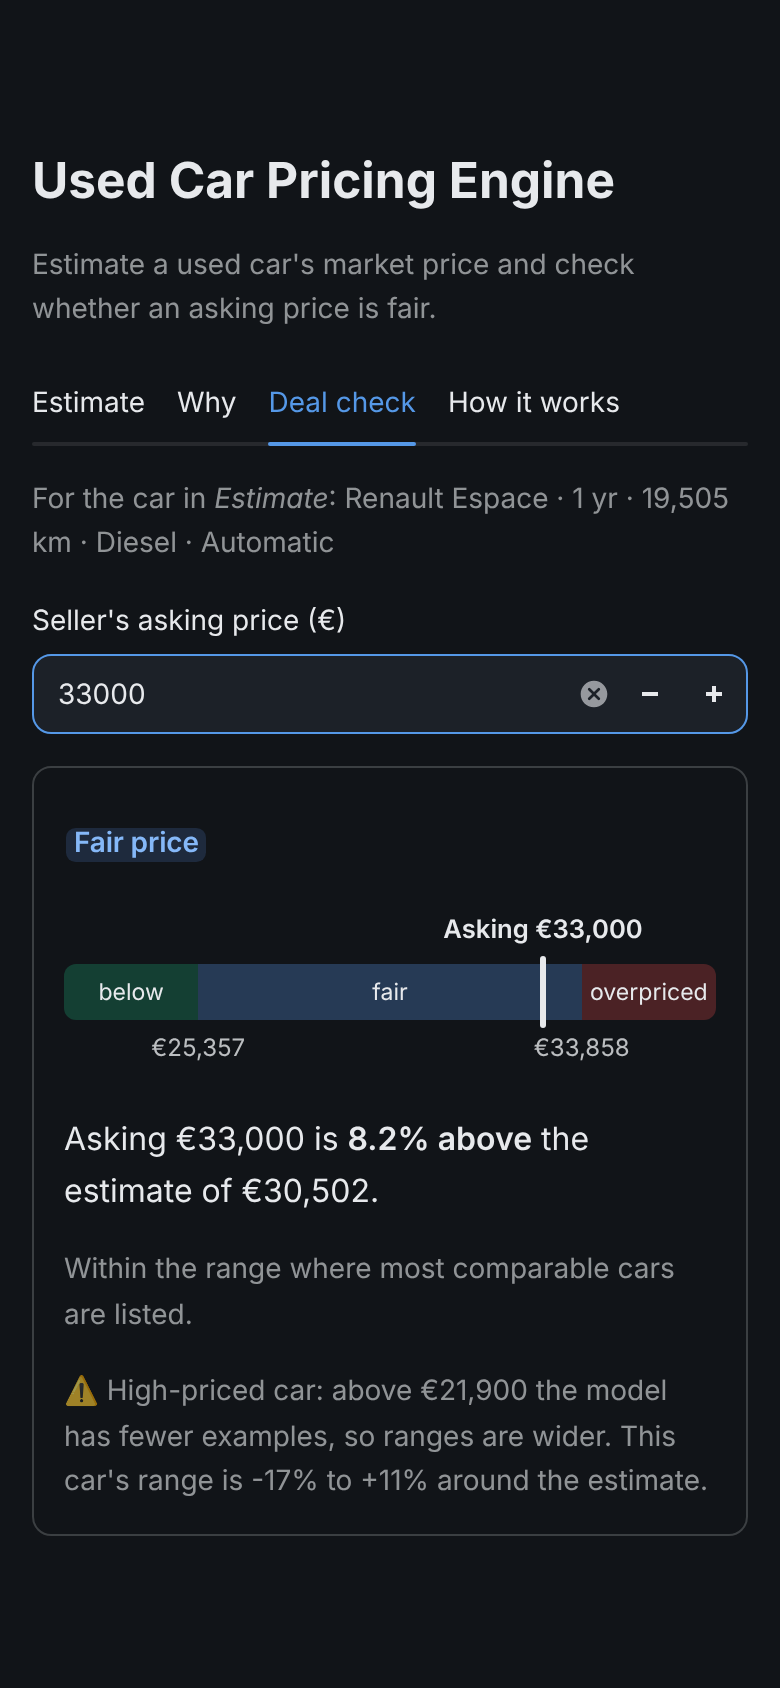 Used Car Pricing Engine
Estimate a used car's market price and check
whether an asking price is fair.
Estimate Why Deal check How it works
For the car in Estimate: Renault Espace · 1 yr · 19,505
km · Diesel · Automatic
Seller's asking price (€)
33000
Fair price
Asking €33,000
below fair overpriced
€25,357 €33,858
Asking €33,000 is 8.2% above the
estimate of €30,502.
Within the range where most comparable cars
are listed.
⚠️ High-priced car: above €21,900 the model
has fewer examples, so ranges are wider. This
car's range is -17% to +11% around the estimate.